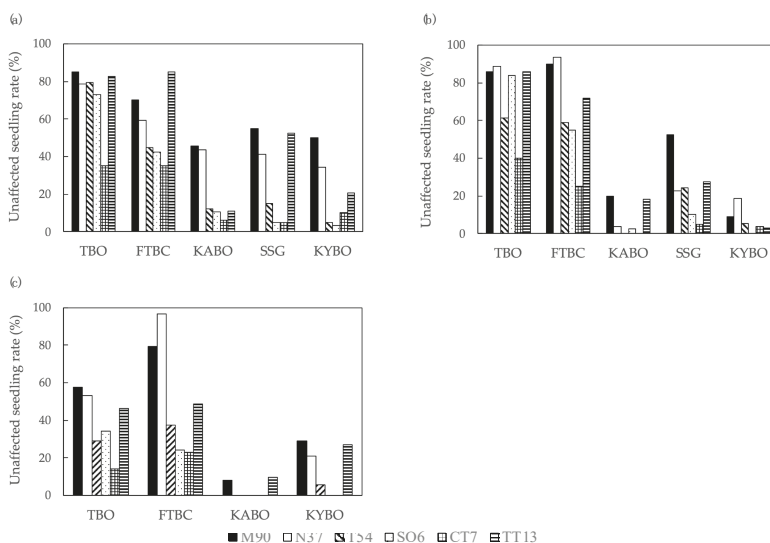 (a)
Unaffected seedling rate (%)
100
80
60
40
20
0
TBO FTBC KABO SSG KYBO
(b)
Unaffected seedling rate (%)
100
80
60
40
20
0
TBO FTBC KABO SSG KYBO
(c)
Unaffected seedling rate (%)
100
80
60
40
20
0
TBO FTBC KABO KYBO
M90 N37 154 SO6 CT7 TT13